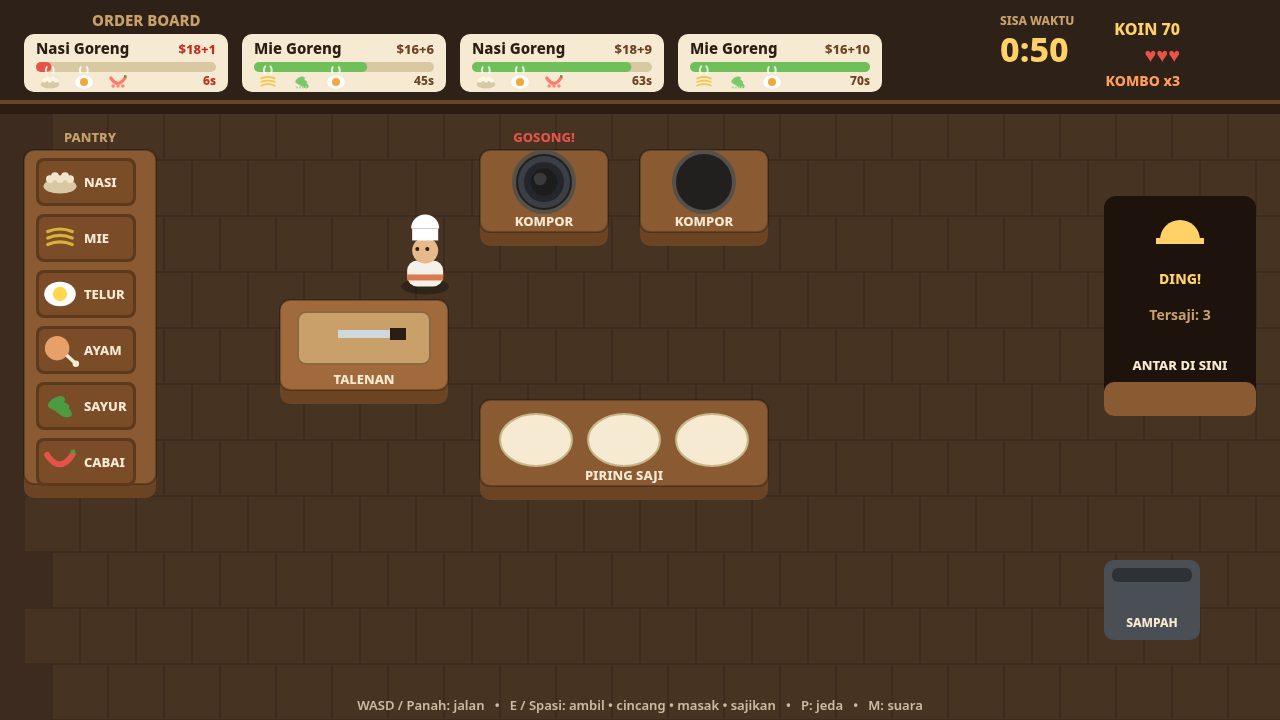 ORDER BOARD
Nasi Goreng $18+1
6s
Mie Goreng $16+6
45s
Nasi Goreng $18+9
63s
Mie Goreng $16+10
70s
SISA WAKTU
0:50
KOIN 70
♥♥♥
KOMBO x3
PANTRY
NASI
MIE
TELUR
AYAM
SAYUR
CABAI
GOSONG!
KOMPOR
KOMPOR
TALENAN
PIRING SAJI
DING!
Tersaji: 3
ANTAR DI SINI
SAMPAH
WASD / Panah: jalan • E / Spasi: ambil • cincang • masak • sajikan • P: jeda • M: suara